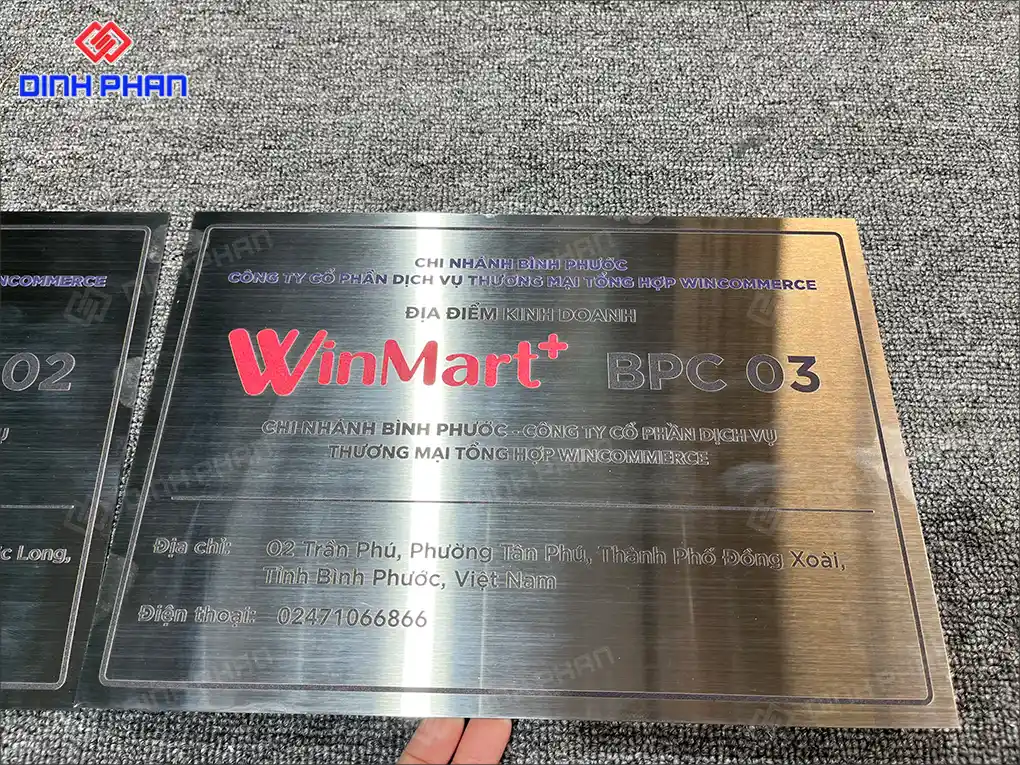 DINH PHAN
CHI NHÁNH BÌNH PHƯỚC
CÔNG TY CỔ PHẦN DỊCH VỤ THƯƠNG MẠI TỔNG HỢP WINCOMMERCE
ĐỊA ĐIỂM KINH DOANH
WinMart+ BPC 03
CHI NHÁNH BÌNH PHƯỚC - CÔNG TY CỔ PHẦN DỊCH VỤ
THƯƠNG MẠI TỔNG HỢP WINCOMMERCE
Địa chỉ: 02 Trần Phú, Phường Tân Phú, Thành Phố Đồng Xoài,
Tỉnh Bình Phước, Việt Nam
Điện thoại: 02471066866
02
Long,